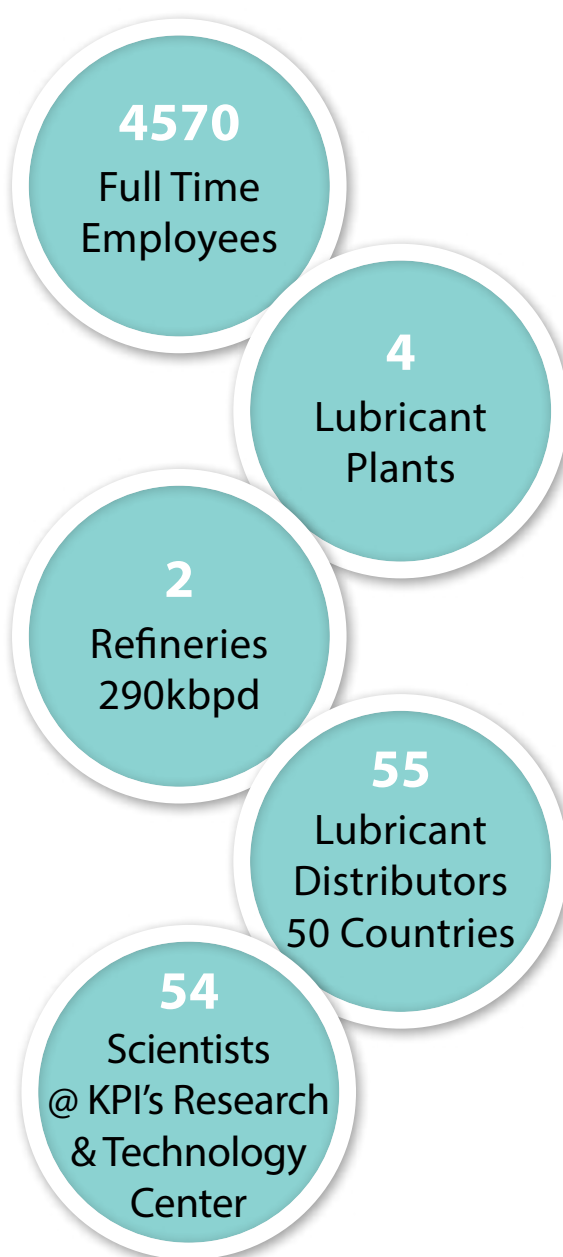 4570
Full Time
Employees
4
Lubricant
Plants
2
Refineries
290kbpd
55
Lubricant
Distributors
50 Countries
54
Scientists
@ KPI’s Research
& Technology
Center